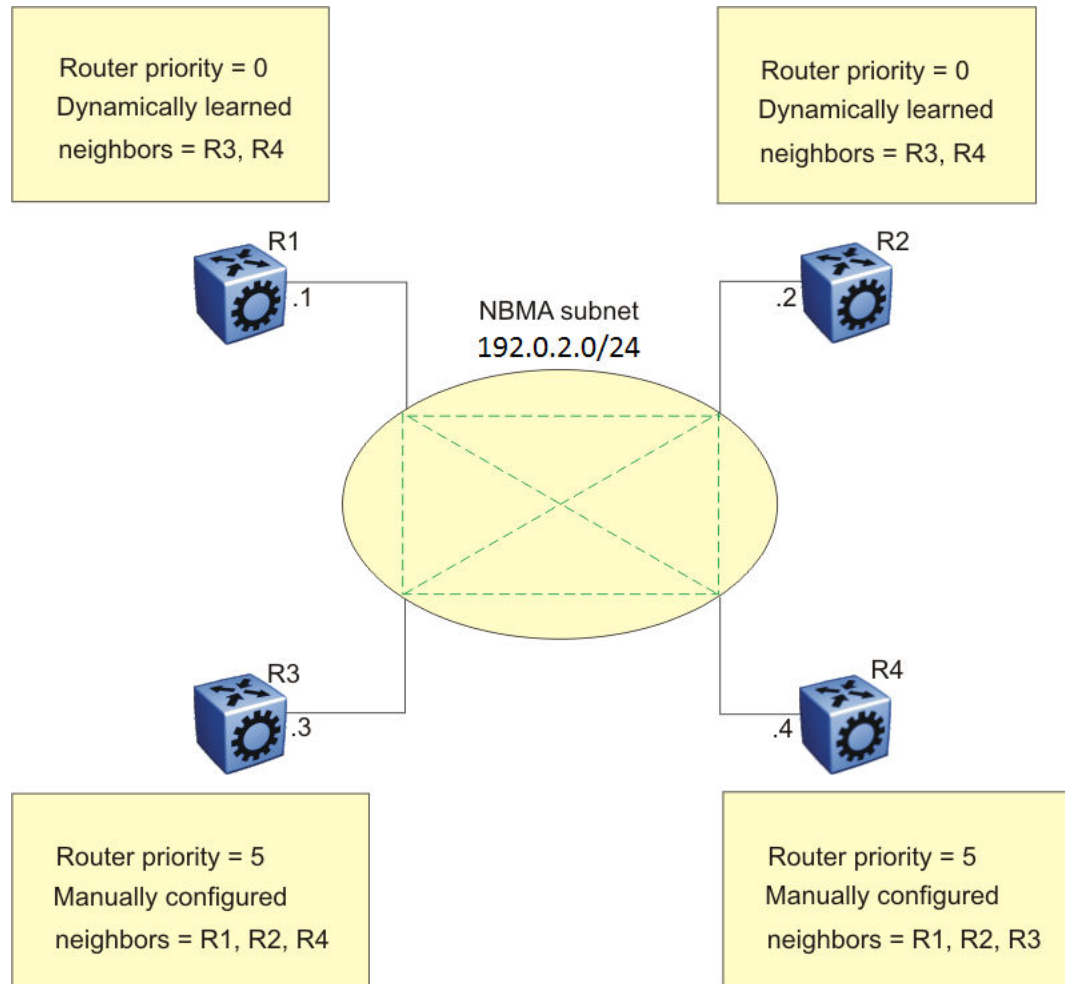 Router priority = 0
Dynamically learned
neighbors = R3, R4
Router priority = 0
Dynamically learned
neighbors = R3, R4
R1
.1
R2
.2
NBMA subnet
192.0.2.0/24
R3
.3
R4
.4
Router priority = 5
Manually configured
neighbors = R1, R2, R4
Router priority = 5
Manually configured
neighbors = R1, R2, R3